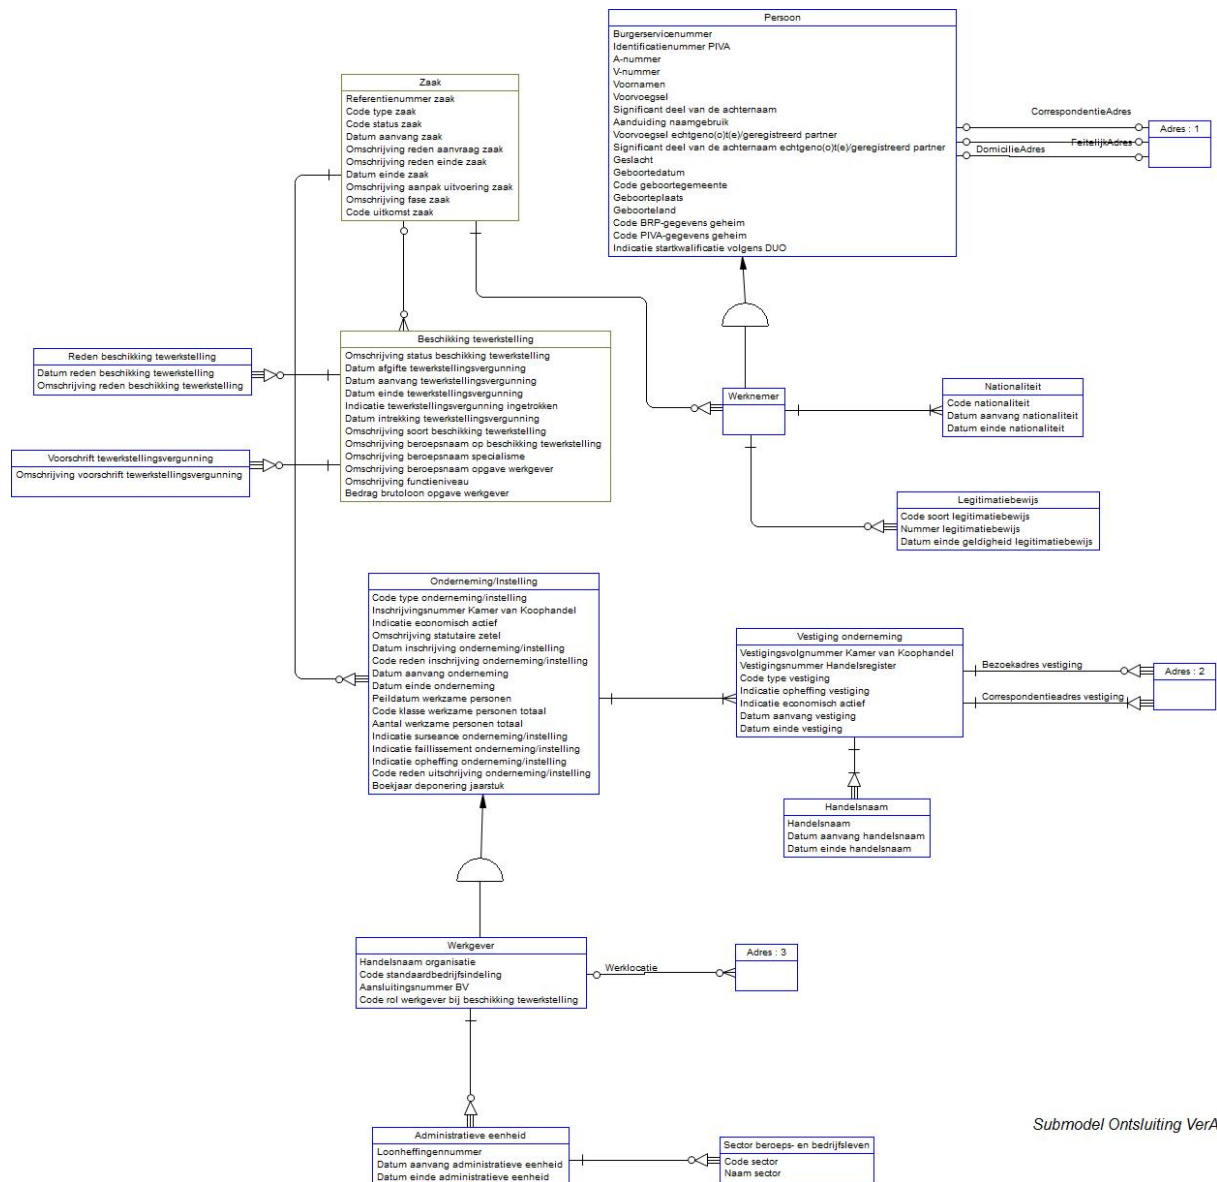 Persoon
Burgerservicenummer
Identificatienummer PIVA
A-nummer
V-nummer
Voornamen
Voorvoegsel
Significant deel van de achternaam
Aanduiding naamgebruik
Voorvoegsel echtgeno(o)t(e)/geregistreerd partner
Significant deel van de achternaam echtgeno(o)t(e)/geregistreerd partner
Geslacht
Geboortedatum
Code geboortegemeente
Geboorteplaats
Geboorteland
Code BRP-gegevens geheim
Code PIVA-gegevens geheim
Indicatie startkwalificatie volgens DUO
CorrespondentieAdres
FeitelijkAdres
DomicilieAdres
Adres : 1
Zaak
Referentienummer zaak
Code type zaak
Code status zaak
Datum aanvang zaak
Omschrijving reden aanvraag zaak
Omschrijving reden einde zaak
Datum einde zaak
Omschrijving aanpak uitvoering zaak
Omschrijving fase zaak
Code uitkomst zaak
Beschikking tewerkstelling
Omschrijving status beschikking tewerkstelling
Datum afgifte tewerkstellingsvergunning
Datum aanvang tewerkstellingsvergunning
Datum einde tewerkstellingsvergunning
Indicatie tewerkstellingsvergunning ingetrokken
Datum intrekking tewerkstellingsvergunning
Omschrijving soort beschikking tewerkstelling
Omschrijving beroepsnaam op beschikking tewerkstelling
Omschrijving beroepsnaam specialisme
Omschrijving beroepsnaam opgave werkgever
Omschrijving functieniveau
Bedrag brutoloon opgave werkgever
Reden beschikking tewerkstelling
Datum reden beschikking tewerkstelling
Omschrijving reden beschikking tewerkstelling
Voorschrift tewerkstellingsvergunning
Omschrijving voorschrift tewerkstellingsvergunning
Werknemer
Nationaliteit
Code nationaliteit
Datum aanvang nationaliteit
Datum einde nationaliteit
Legitimatiebewijs
Code soort legitimatiebewijs
Nummer legitimatiebewijs
Datum einde geldigheid legitimatiebewijs
Onderneming/Instelling
Code type onderneming/instelling
Inschrijvingsnummer Kamer van Koophandel
Indicatie economisch actief
Omschrijving statutaire zetel
Datum inschrijving onderneming/instelling
Code reden inschrijving onderneming/instelling
Datum aanvang onderneming
Datum einde onderneming
Peildatum werkzame personen
Code klasse werkzame personen totaal
Aantal werkzame personen totaal
Indicatie surseance onderneming/instelling
Indicatie faillissement onderneming/instelling
Indicatie opheffing onderneming/instelling
Code reden uitschrijving onderneming/instelling
Boekjaar deponering jaarstuk
Vestiging onderneming
Vestigingsvolgnummer Kamer van Koophandel
Vestigingsnummer Handelsregister
Code type vestiging
Indicatie opheffing vestiging
Indicatie economisch actief
Datum aanvang vestiging
Datum einde vestiging
Bezoekadres vestiging
Correspondentieadres vestiging
Adres : 2
Handelsnaam
Handelsnaam
Datum aanvang handelsnaam
Datum einde handelsnaam
Werkgever
Handelsnaam organisatie
Code standaardbedrijfsindeling
Aansluitingsnummer BV
Code rol werkgever bij beschikking tewerkstelling
Werklocatie
Adres : 3
Administratieve eenheid
Loonheffingennummer
Datum aanvang administratieve eenheid
Datum einde administratieve eenheid
Sector beroeps- en bedrijfsleven
Code sector
Naam sector
Submodel Ontsluiting VerA